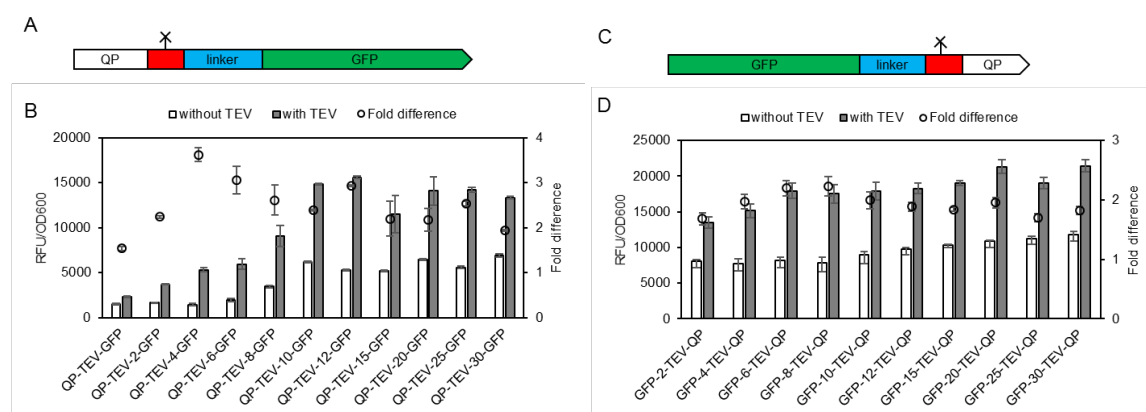 A
QP
linker
GFP
B
without TEV
with TEV
Fold difference
RFU/OD600
20000
15000
10000
5000
0
4
3
2
1
0
Fold difference
QP-TEV-GFP
QP-TEV-2-GFP
QP-TEV-4-GFP
QP-TEV-6-GFP
QP-TEV-8-GFP
QP-TEV-10-GFP
QP-TEV-12-GFP
QP-TEV-15-GFP
QP-TEV-20-GFP
QP-TEV-25-GFP
QP-TEV-30-GFP
C
GFP
linker
QP
D
without TEV
with TEV
Fold difference
RFU/OD600
25000
20000
15000
10000
5000
0
3
2
1
0
Fold difference
GFP-2-TEV-QP
GFP-4-TEV-QP
GFP-6-TEV-QP
GFP-8-TEV-QP
GFP-10-TEV-QP
GFP-12-TEV-QP
GFP-15-TEV-QP
GFP-20-TEV-QP
GFP-25-TEV-QP
GFP-30-TEV-QP